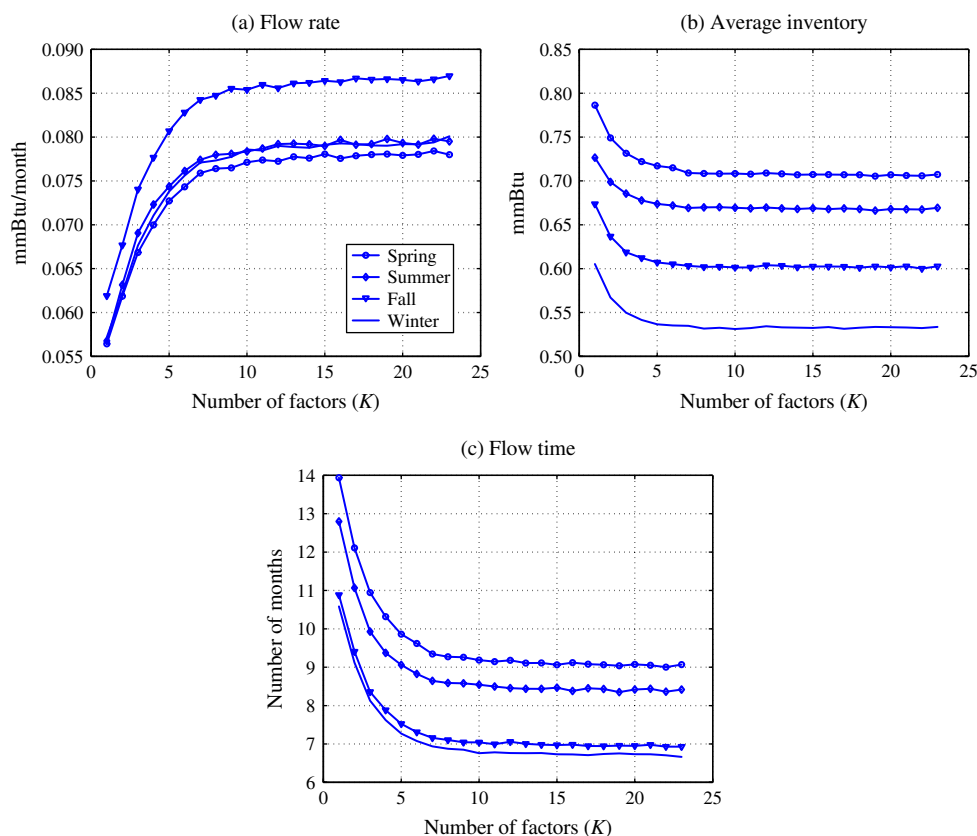 (a) Flow rate
0.090
0.085
0.080
0.075
0.070
0.065
0.060
0.055
mmBtu/month
0 5 10 15 20 25
Number of factors (K)
Spring
Summer
Fall
Winter
(b) Average inventory
0.85
0.80
0.75
0.70
0.65
0.60
0.55
0.50
mmBtu
0 5 10 15 20 25
Number of factors (K)
(c) Flow time
14
13
12
11
10
9
8
7
6
Number of months
0 5 10 15 20 25
Number of factors (K)